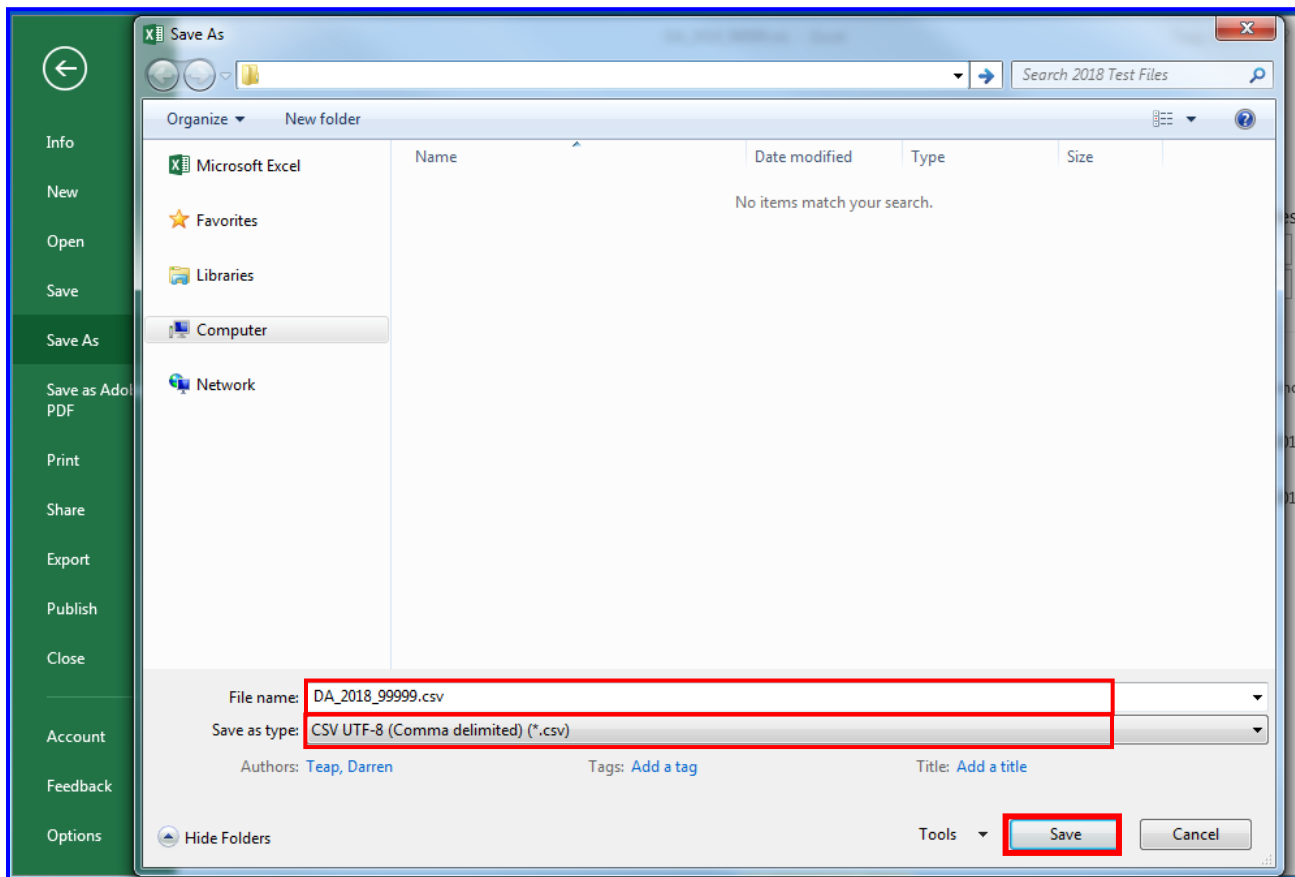 Save As
Search 2018 Test Files
Organize
New folder
Info
New
Open
Save
Save As
Save as Adob
PDF
Print
Share
Export
Publish
Close
Account
Feedback
Options
Microsoft Excel
Favorites
Libraries
Computer
Network
Name
Date modified
Type
Size
No items match your search.
File name: DA_2018_99999.csv
Save as type: CSV UTF-8 (Comma delimited) (*.csv)
Authors: Teap, Darren
Tags: Add a tag
Title: Add a title
Hide Folders
Tools
Save
Cancel